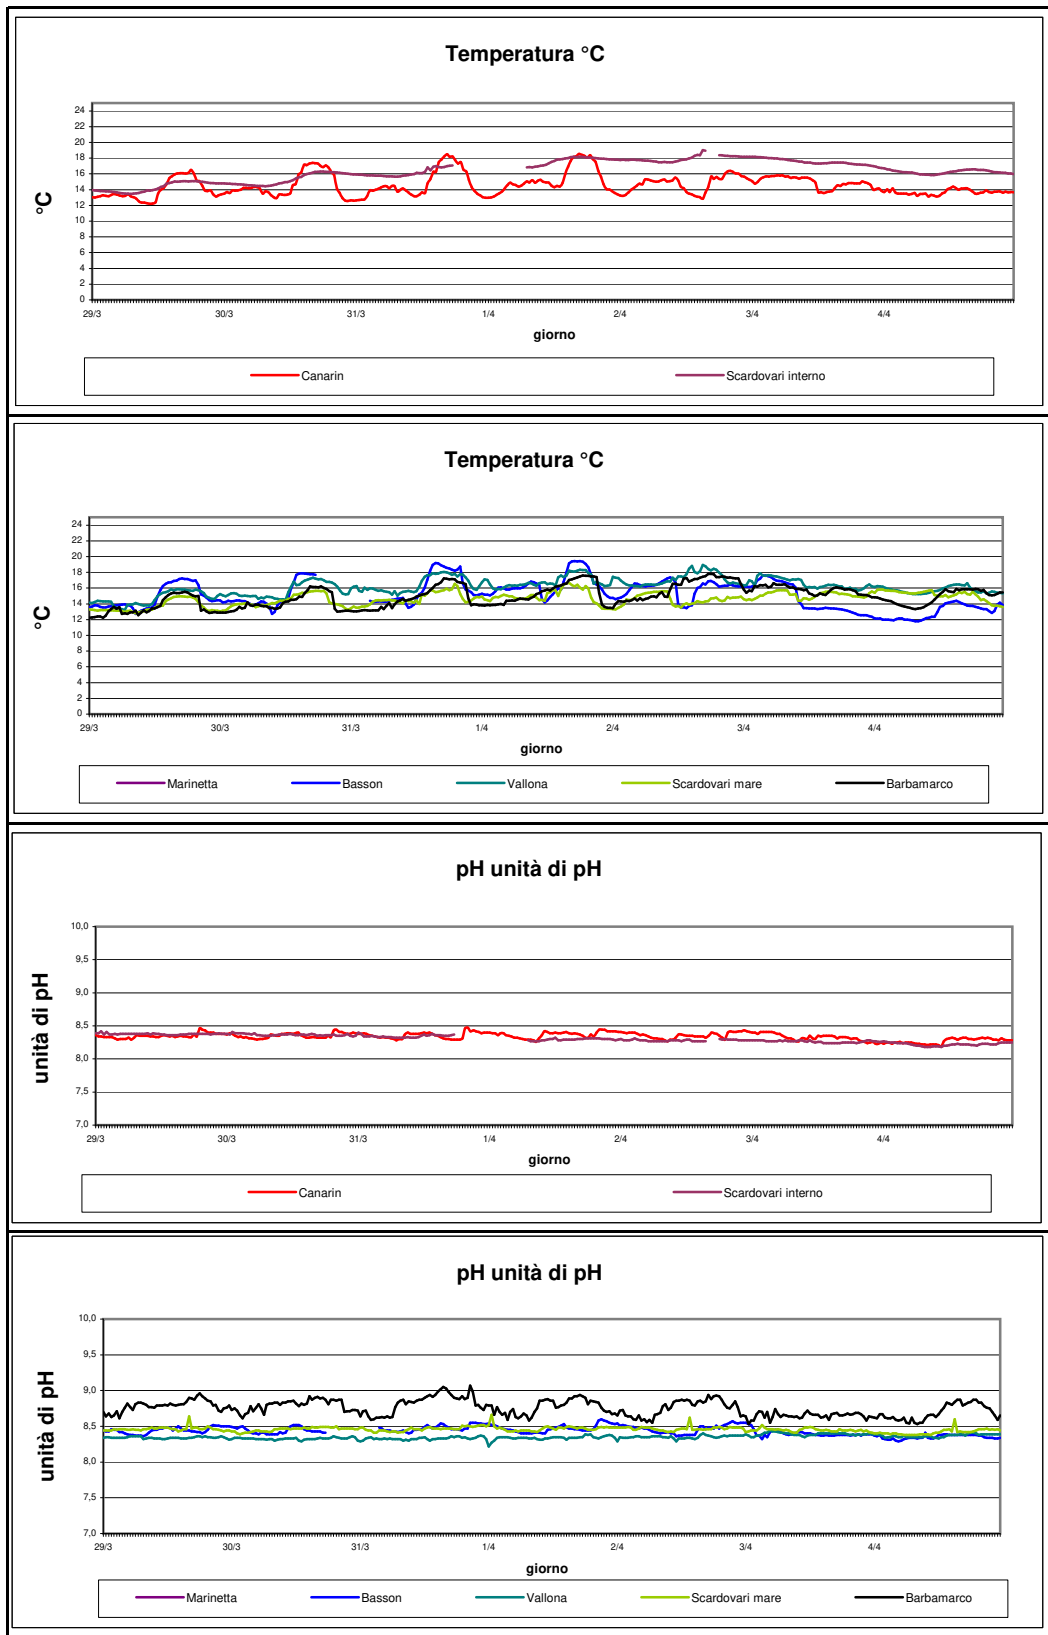 Temperatura °C
°C
24
22
20
18
16
14
12
10
8
6
4
2
0
29/3 30/3 31/3 1/4 2/4 3/4 4/4
giorno
Canarin Scardovari interno
Temperatura °C
°C
24
22
20
18
16
14
12
10
8
6
4
2
0
29/3 30/3 31/3 1/4 2/4 3/4 4/4
giorno
Marinetta Basson Vallona Scardovari mare Barbamarco
pH unità di pH
unità di pH
10,0
9,5
9,0
8,5
8,0
7,5
7,0
29/3 30/3 31/3 1/4 2/4 3/4 4/4
giorno
Canarin Scardovari interno
pH unità di pH
unità di pH
10,0
9,5
9,0
8,5
8,0
7,5
7,0
29/3 30/3 31/3 1/4 2/4 3/4 4/4
giorno
Marinetta Basson Vallona Scardovari mare Barbamarco